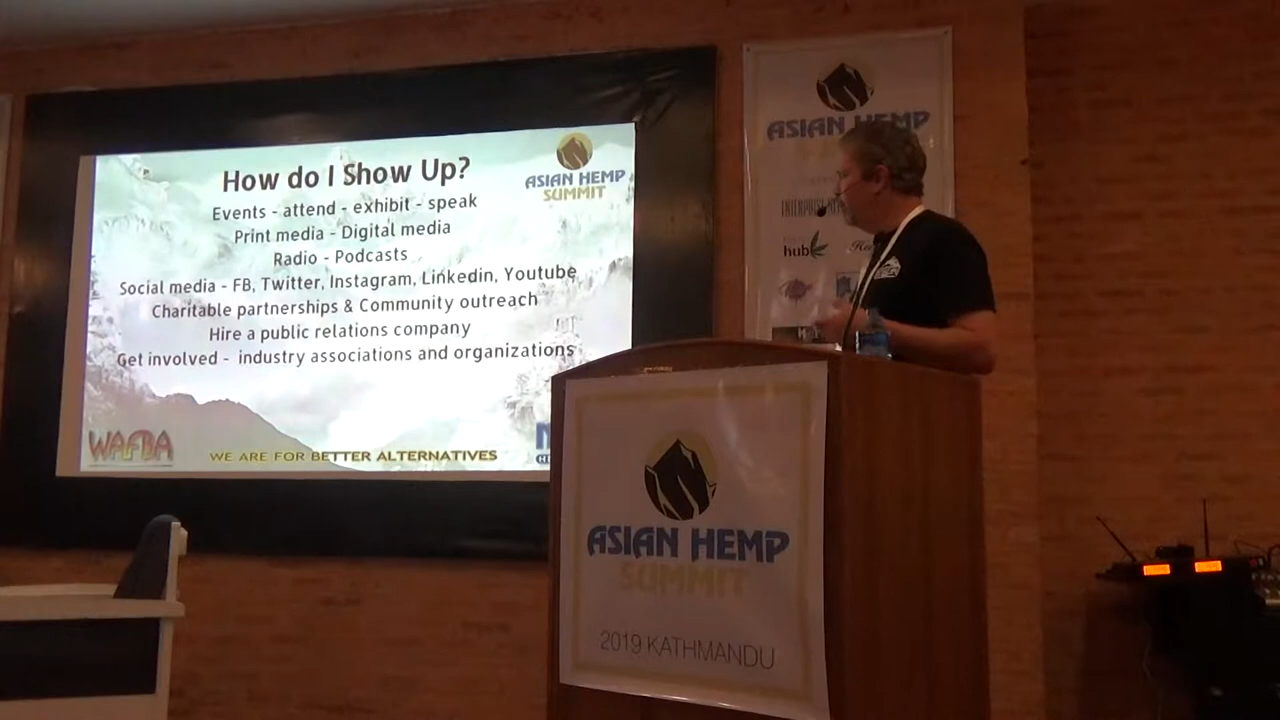 How do I Show Up?
Events - attend - exhibit - speak
Print media - Digital media
Radio - Podcasts
Social media - FB, Twitter, Instagram, Linkedin, Youtube
Charitable partnerships & Community outreach
Hire a public relations company
Get involved - industry associations and organizations
ASIAN HEMP
SUMMIT
WAFBA
WE ARE FOR BETTER ALTERNATIVES
ASIAN HEMP
hub
ASIAN HEMP
SUMMIT
2019 KATHMANDU